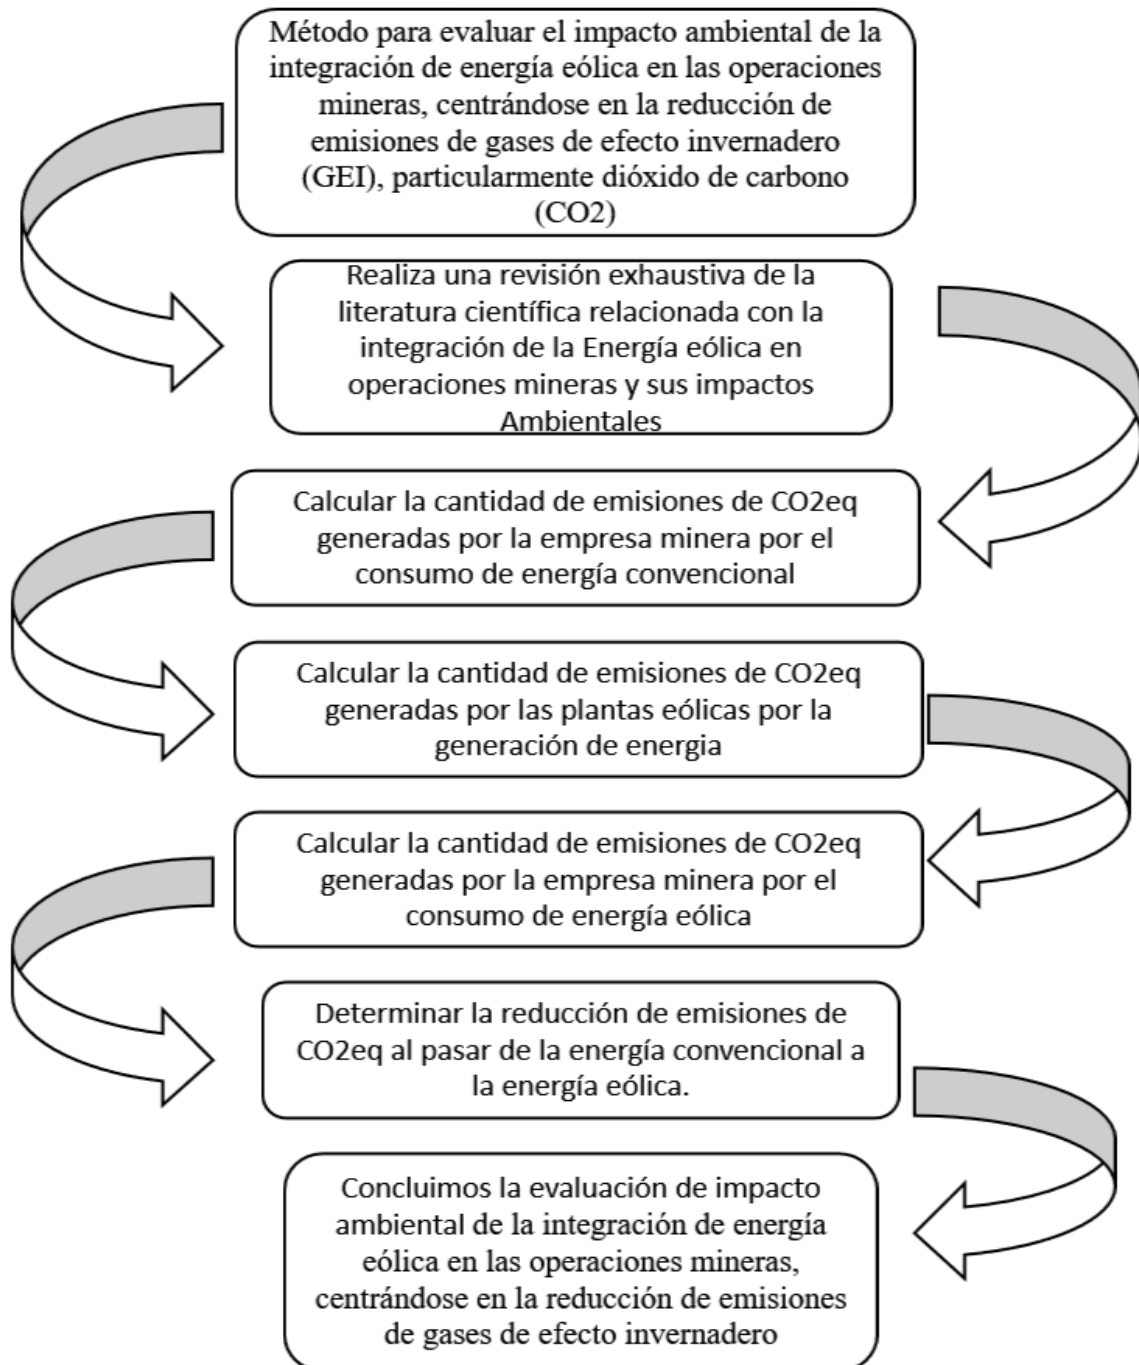 Método para evaluar el impacto ambiental de la
integración de energía eólica en las operaciones
mineras, centrándose en la reducción de
emisiones de gases de efecto invernadero
(GEI), particularmente dióxido de carbono
(CO2)
Realiza una revisión exhaustiva de la
literatura científica relacionada con la
integración de la Energía eólica en
operaciones mineras y sus impactos
Ambientales
Calcular la cantidad de emisiones de CO2eq
generadas por la empresa minera por el
consumo de energía convencional
Calcular la cantidad de emisiones de CO2eq
generadas por las plantas eólicas por la
generación de energia
Calcular la cantidad de emisiones de CO2eq
generadas por la empresa minera por el
consumo de energía eólica
Determinar la reducción de emisiones de
CO2eq al pasar de la energía convencional a
la energía eólica.
Concluimos la evaluación de impacto
ambiental de la integración de energía
eólica en las operaciones mineras,
centrándose en la reducción de emisiones
de gases de efecto invernadero